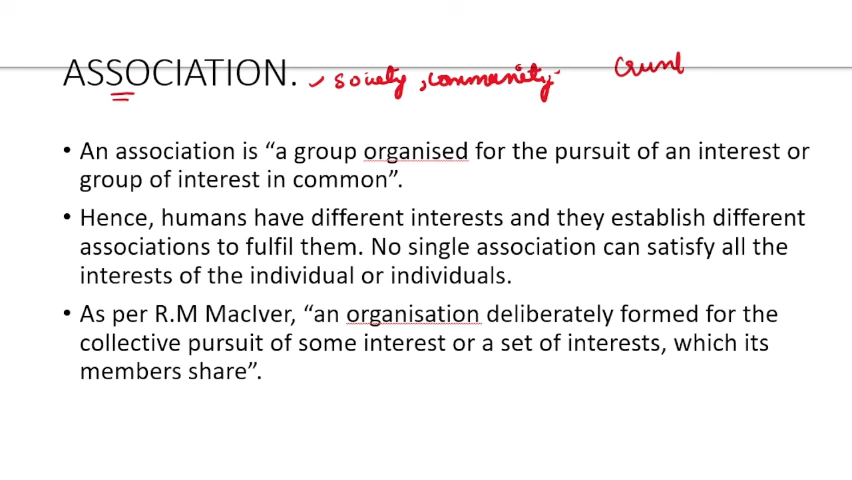 ASSOCIATION. society, community
• An association is “a group organised for the pursuit of an interest or
group of interest in common”.
• Hence, humans have different interests and they establish different
associations to fulfil them. No single association can satisfy all the
interests of the individual or individuals.
• As per R.M MacIver, “an organisation deliberately formed for the
collective pursuit of some interest or a set of interests, which its
members share”.